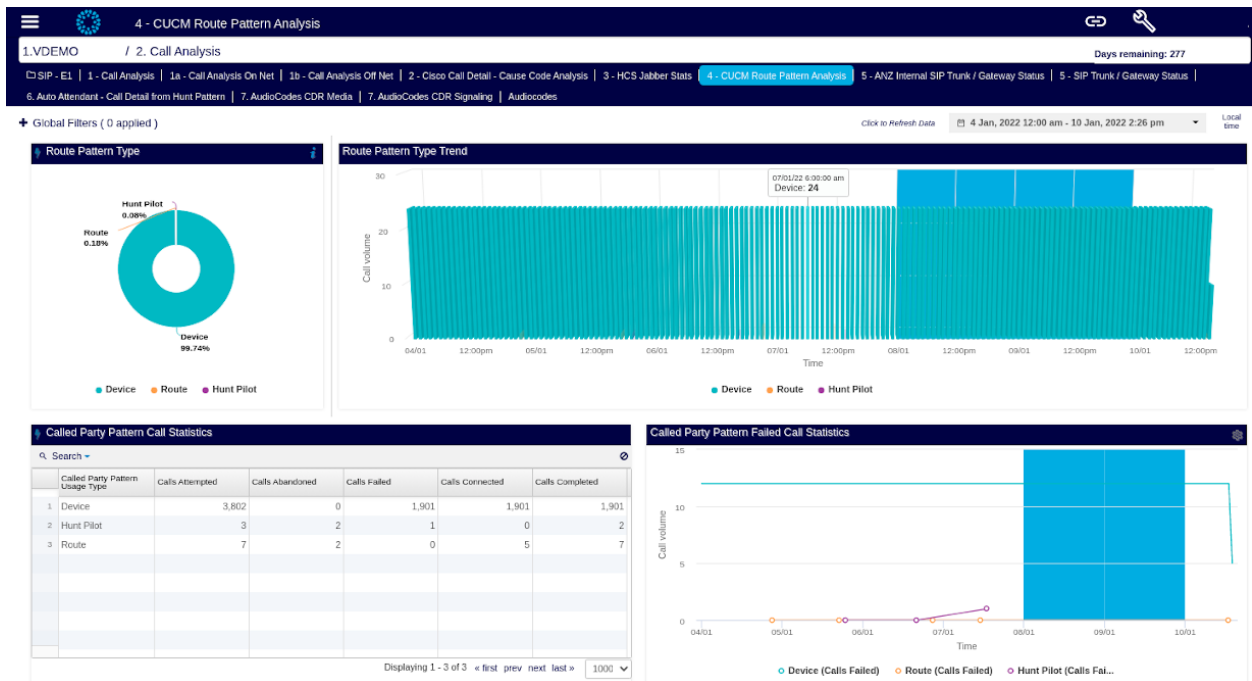 4 - CUCM Route Pattern Analysis
1.VDEMO / 2. Call Analysis
Days remaining: 277
SIP - E1 | 1 - Call Analysis | 1a - Call Analysis On Net | 1b - Call Analysis Off Net | 2 - Cisco Call Detail - Cause Code Analysis | 3 - HCS Jabber Stats | 4 - CUCM Route Pattern Analysis | 5 - ANZ Internal SIP Trunk / Gateway Status | 5 - SIP Trunk / Gateway Status |
6. Auto Attendant - Call Detail from Hunt Pattern | 7. AudioCodes CDR Media | 7. AudioCodes CDR Signaling | Audiocodes
Global Filters ( 0 applied )
Click to Refresh Data
4 Jan, 2022 12:00 am - 10 Jan, 2022 2:26 pm
Local
time
Route Pattern Type
Hunt Pilot
0.08%
Route
0.18%
Device
99.74%
Device Route Hunt Pilot
Route Pattern Type Trend
30
20
10
0
Call volume
07/01/22 6:00:00 am
Device: 24
04/01 12:00pm 05/01 12:00pm 06/01 12:00pm 07/01 12:00pm 08/01 12:00pm 09/01 12:00pm 10/01 12:00pm
Time
Device Route Hunt Pilot
Called Party Pattern Call Statistics
Search
Called Party Pattern
Usage Type
Calls Attempted Calls Abandoned Calls Failed Calls Connected Calls Completed
1 Device 3,802 0 1,901 1,901 1,901
2 Hunt Pilot 3 2 1 0 2
3 Route 7 2 0 5 7
Displaying 1 - 3 of 3 « first prev next last » 1000
Called Party Pattern Failed Call Statistics
15
10
5
0
Call volume
04/01 05/01 06/01 07/01 08/01 09/01 10/01
Time
Device (Calls Failed) Route (Calls Failed) Hunt Pilot (Calls Fai...